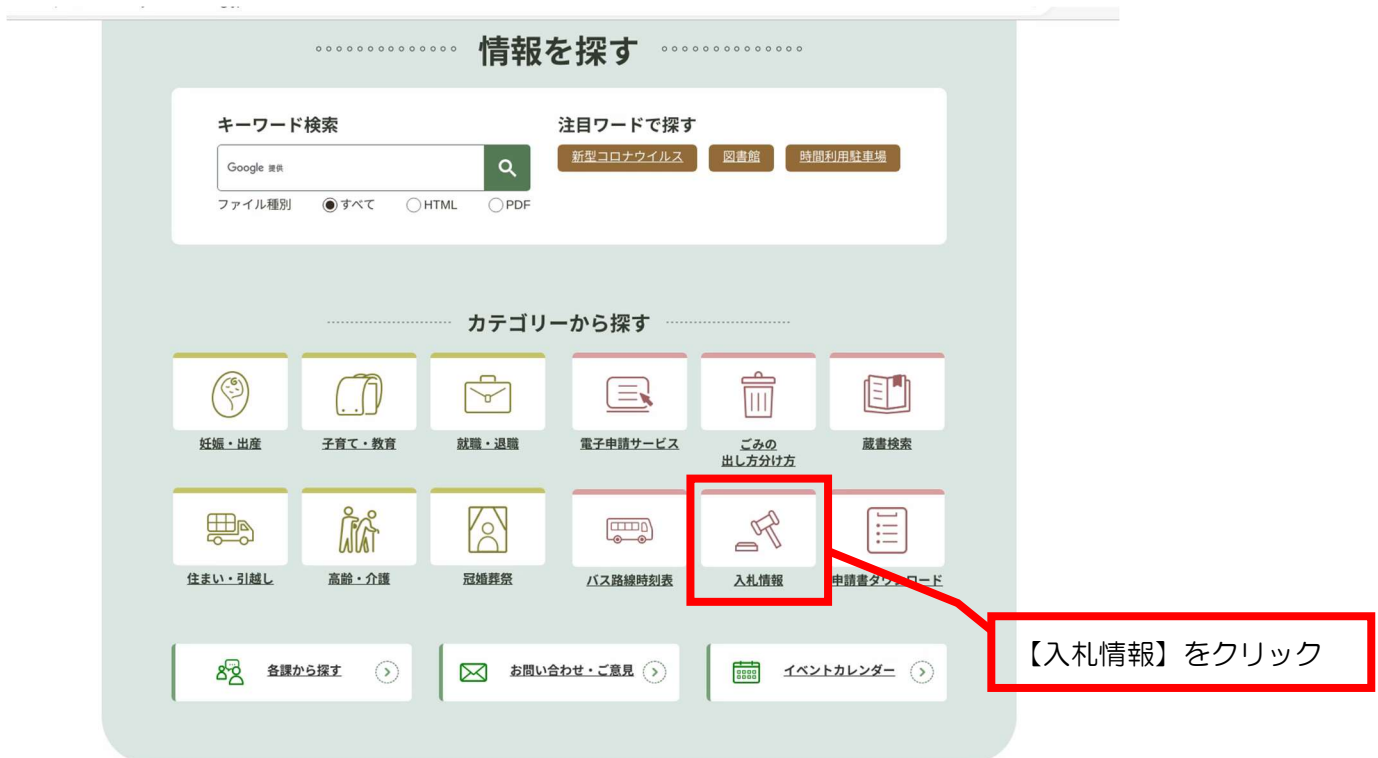 情報を探す
キーワード検索
注目ワードで探す
Google 提供
新型コロナウイルス
図書館
時間利用駐車場
ファイル種別
すべて
HTML
PDF
カテゴリーから探す
妊娠・出産
子育て・教育
就職・退職
電子申請サービス
ごみの
出し方分け方
蔵書検索
住まい・引越し
高齢・介護
冠婚葬祭
バス路線時刻表
入札情報
申請書ダウンロード
【入札情報】をクリック
各課から探す
お問い合わせ・ご意見
イベントカレンダー